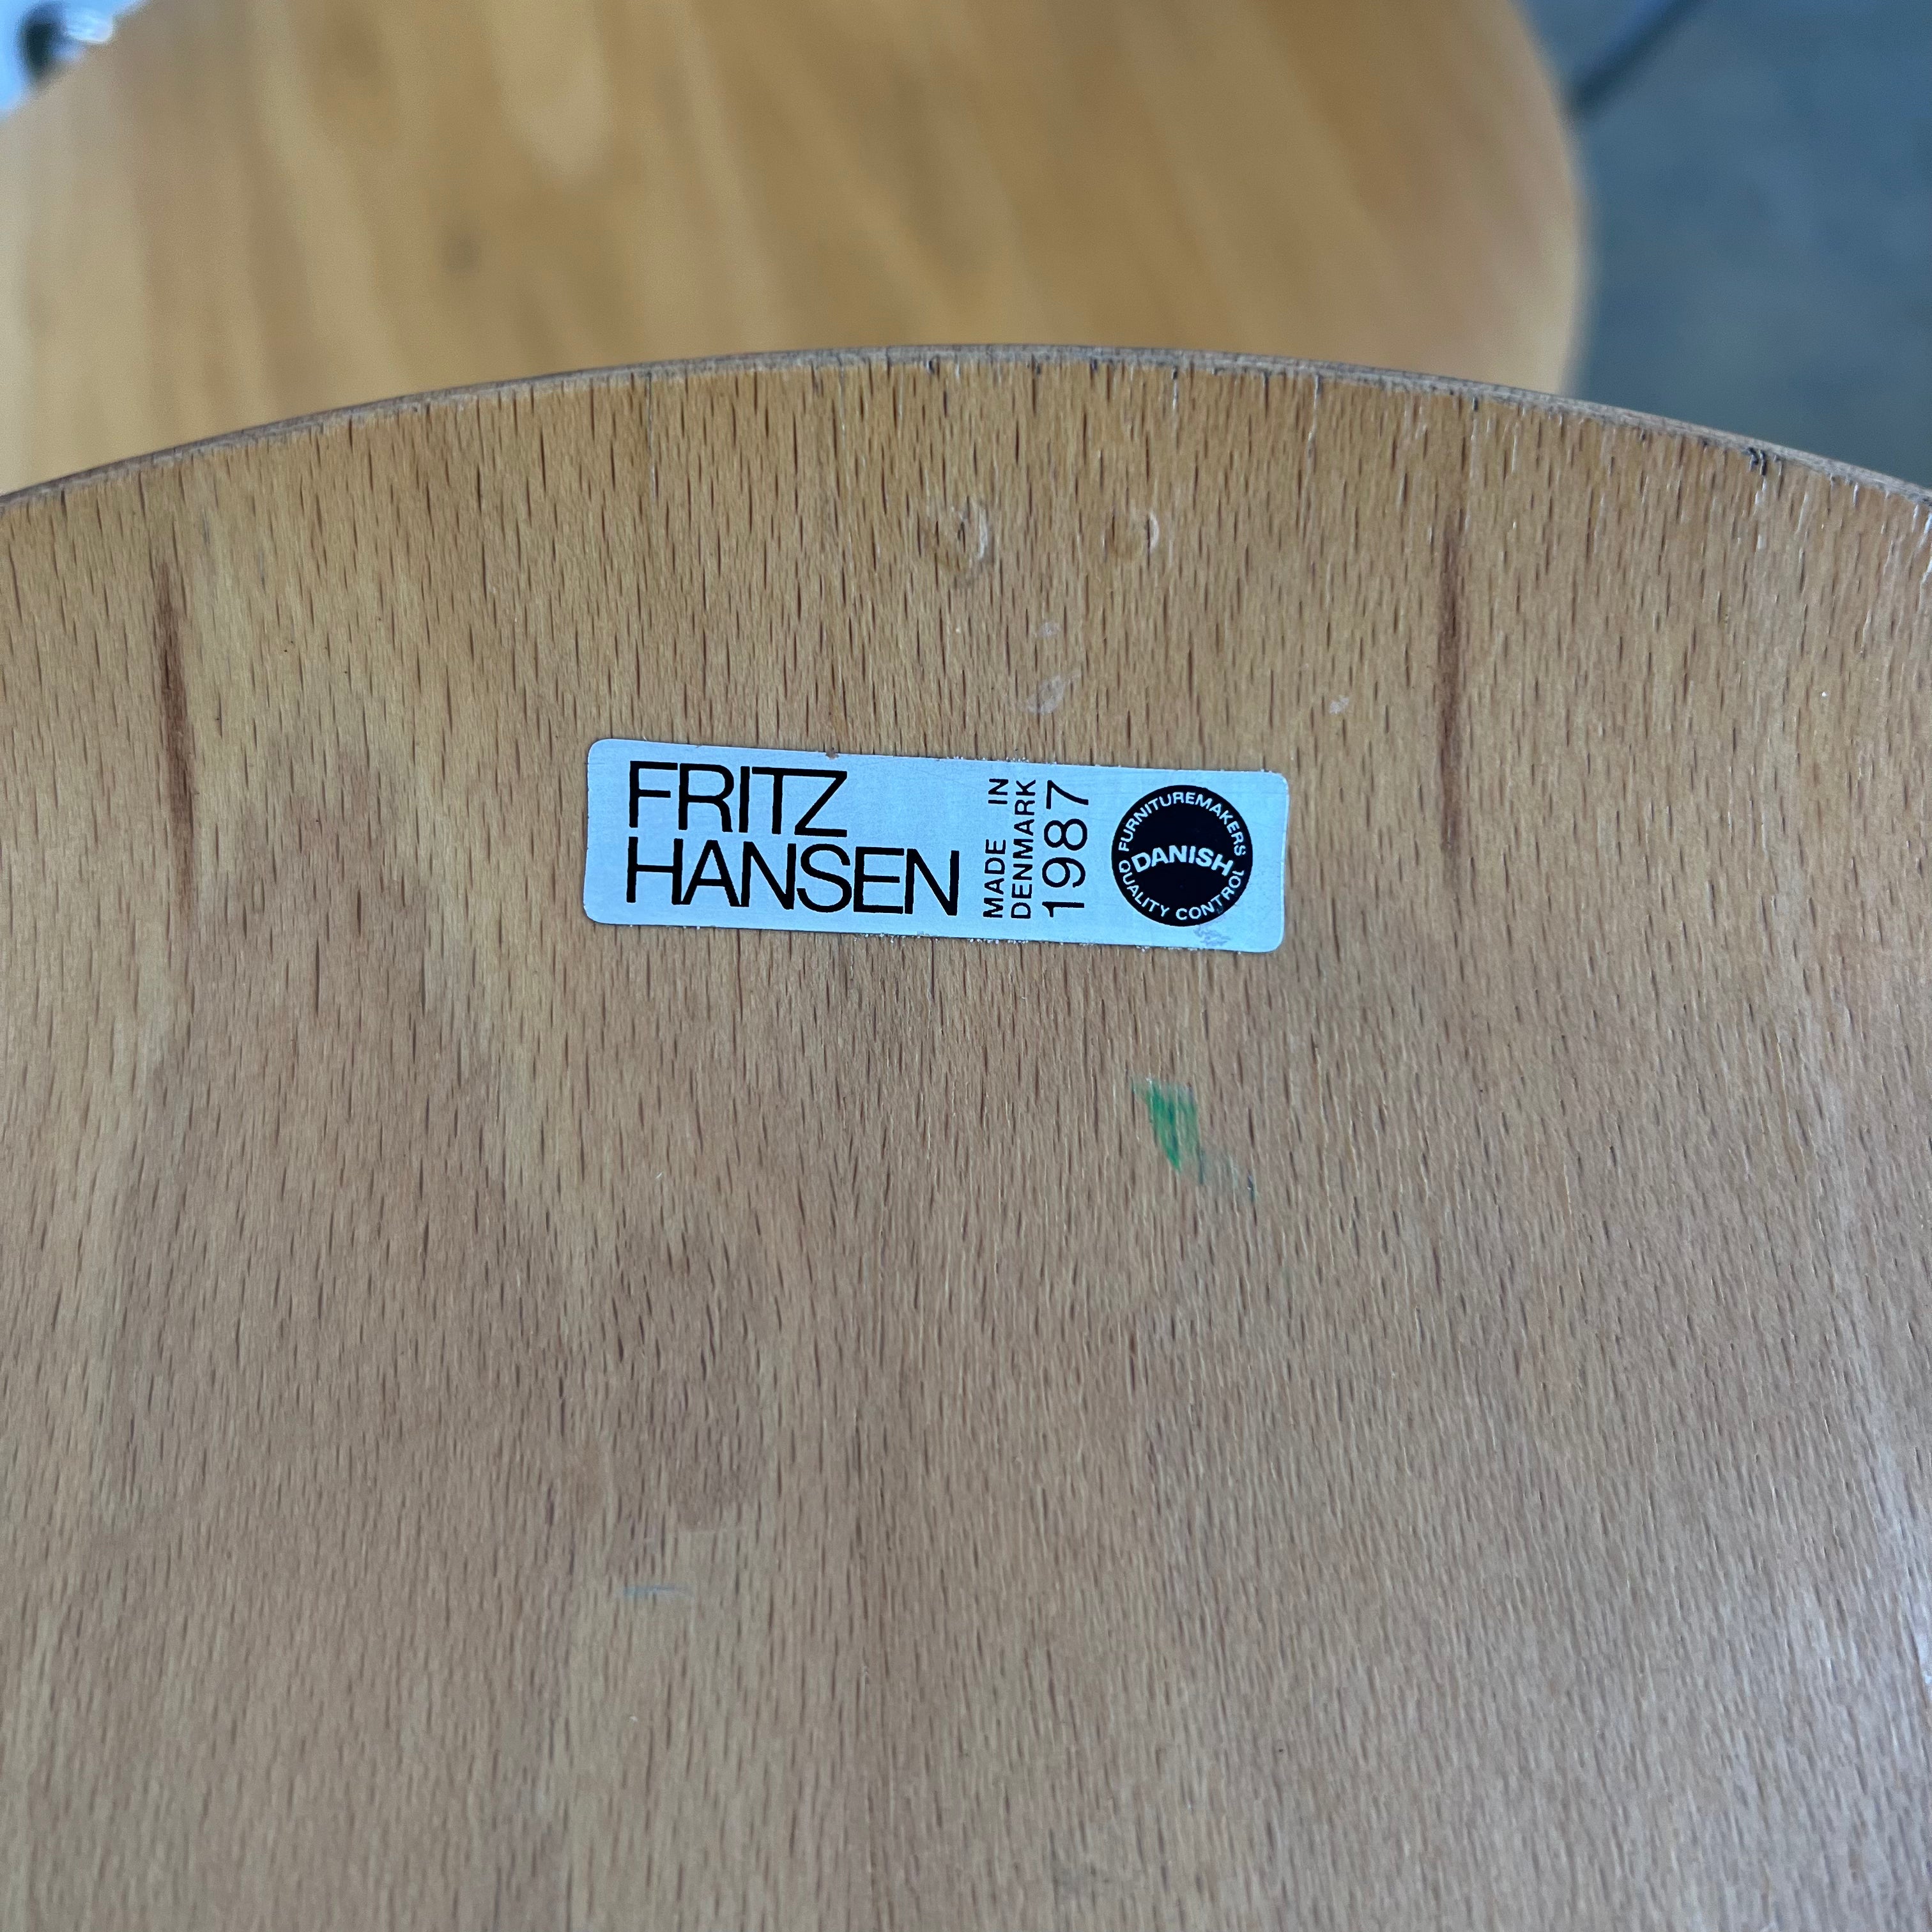 FRITZ
HANSEN
MADE IN
DENMARK
1987
FURNITUREMAKERS
DANISH
QUALITY CONTROL